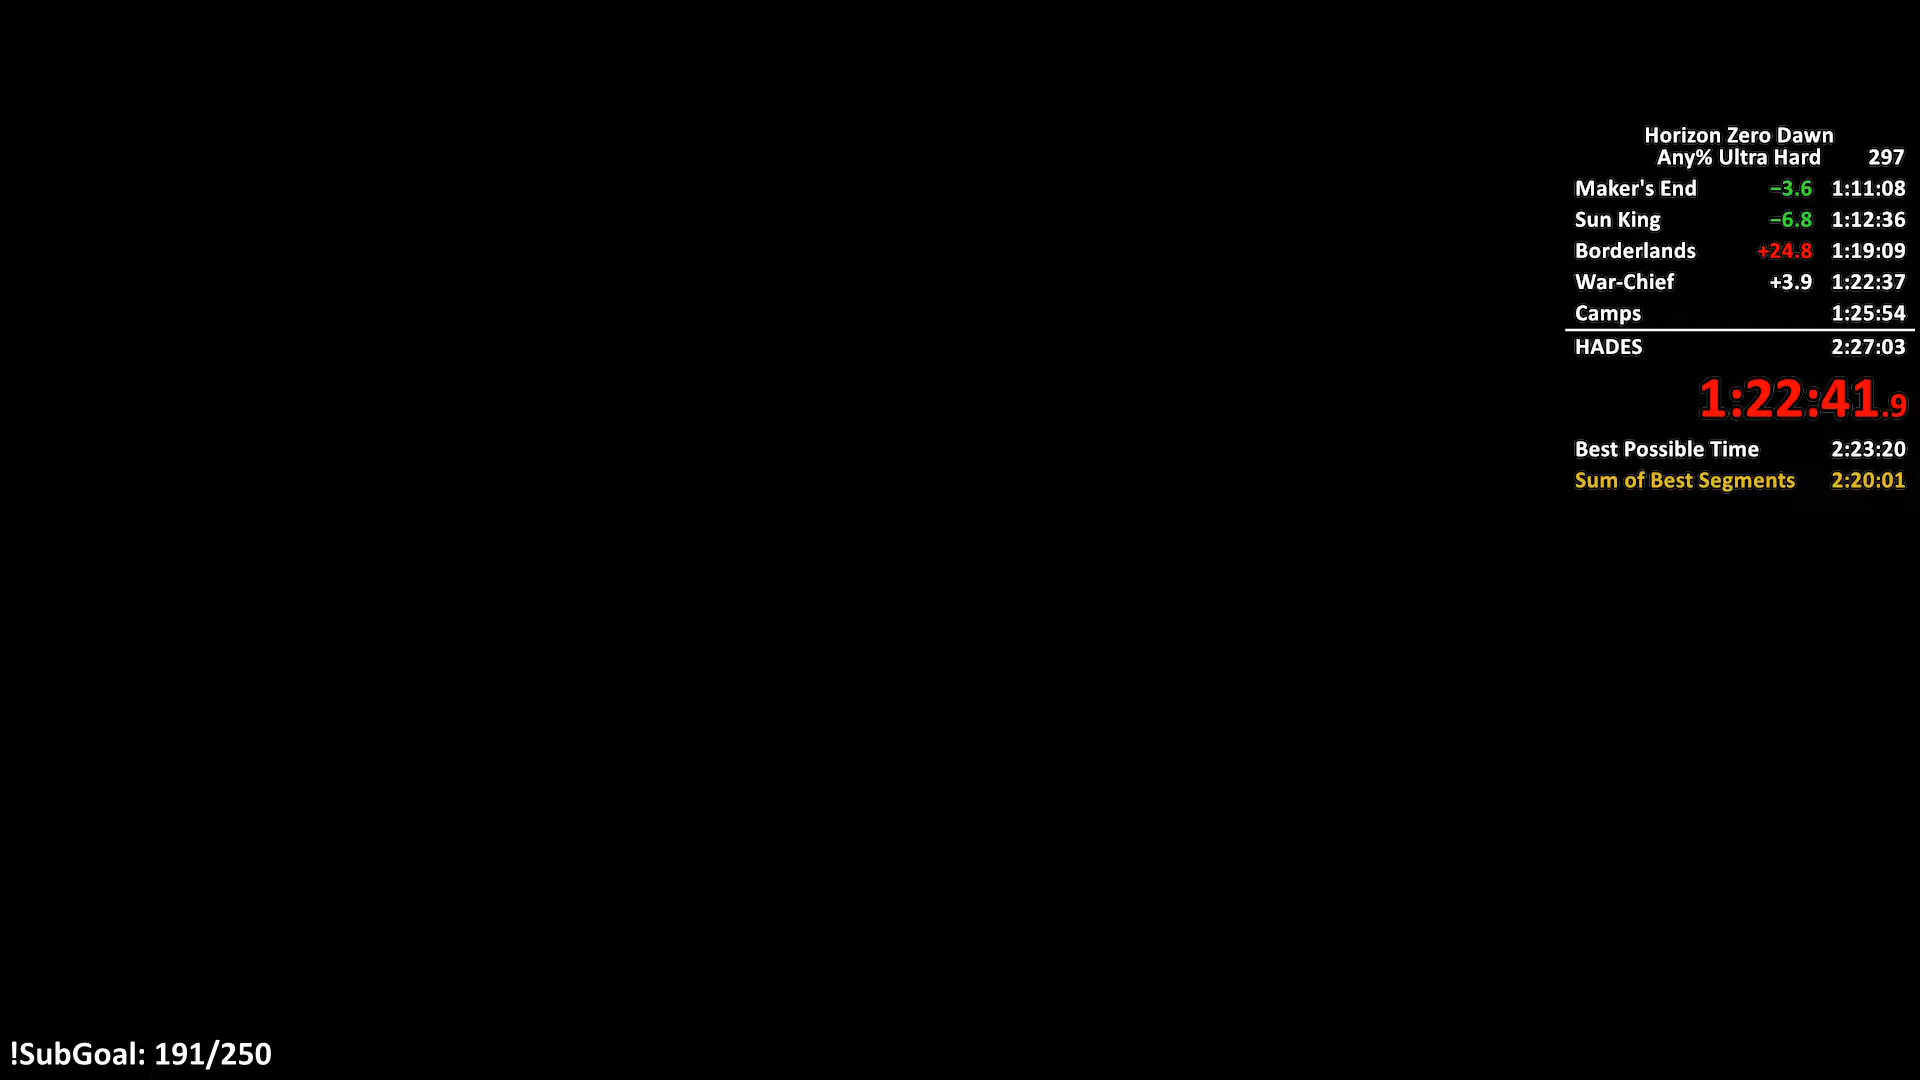 Horizon Zero Dawn
Any% Ultra Hard 297
Maker's End −3.6 1:11:08
Sun King −6.8 1:12:36
Borderlands +24.8 1:19:09
War-Chief +3.9 1:22:37
Camps 1:25:54
HADES 2:27:03
1:22:41.9
Best Possible Time 2:23:20
Sum of Best Segments 2:20:01
!SubGoal: 191/250